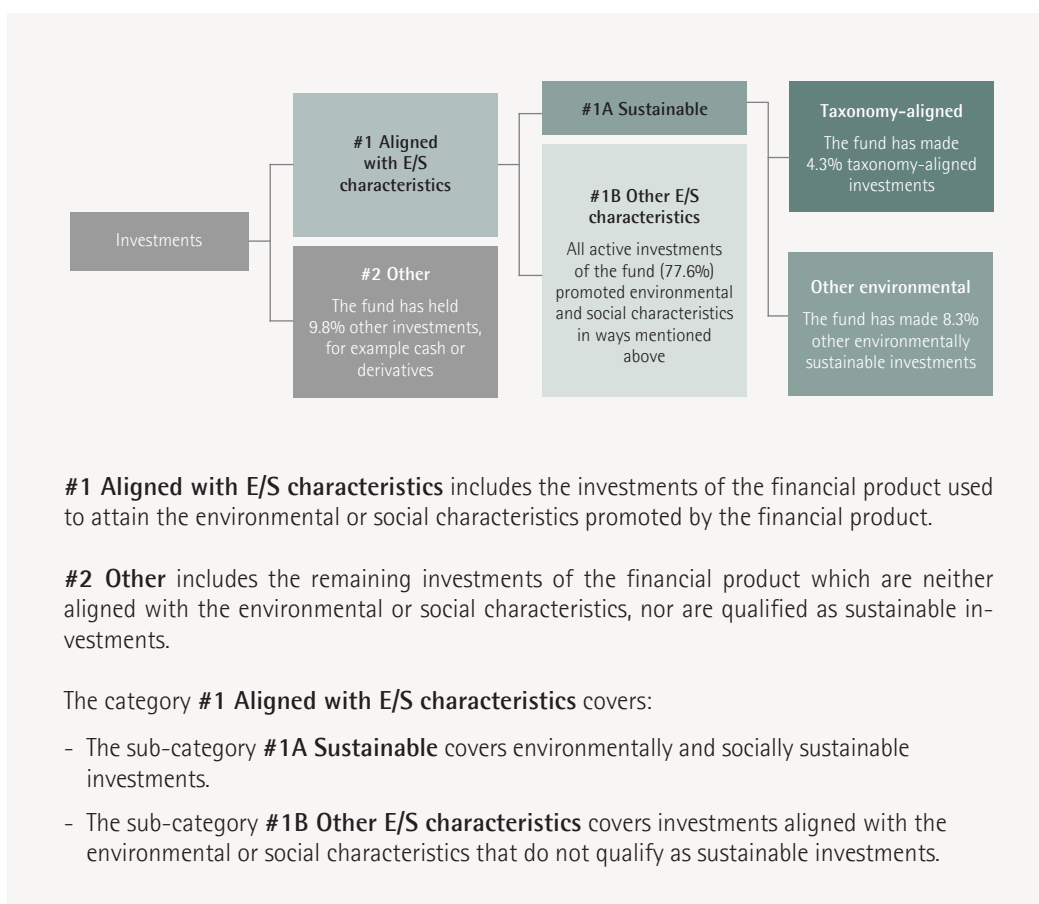 Investments
#1 Aligned
with E/S
characteristics
#2 Other
The fund has held
9.8% other investments,
for example cash or
derivatives
#1A Sustainable
#1B Other E/S
characteristics
All active investments
of the fund (77.6%)
promoted environmental
and social characteristics
in ways mentioned
above
Taxonomy-aligned
The fund has made
4.3% taxonomy-aligned
investments
Other environmental
The fund has made 8.3%
other environmentally
sustainable investments
#1 Aligned with E/S characteristics includes the investments of the financial product used
to attain the environmental or social characteristics promoted by the financial product.
#2 Other includes the remaining investments of the financial product which are neither
aligned with the environmental or social characteristics, nor are qualified as sustainable in-
vestments.
The category #1 Aligned with E/S characteristics covers:
- The sub-category #1A Sustainable covers environmentally and socially sustainable
investments.
- The sub-category #1B Other E/S characteristics covers investments aligned with the
environmental or social characteristics that do not qualify as sustainable investments.